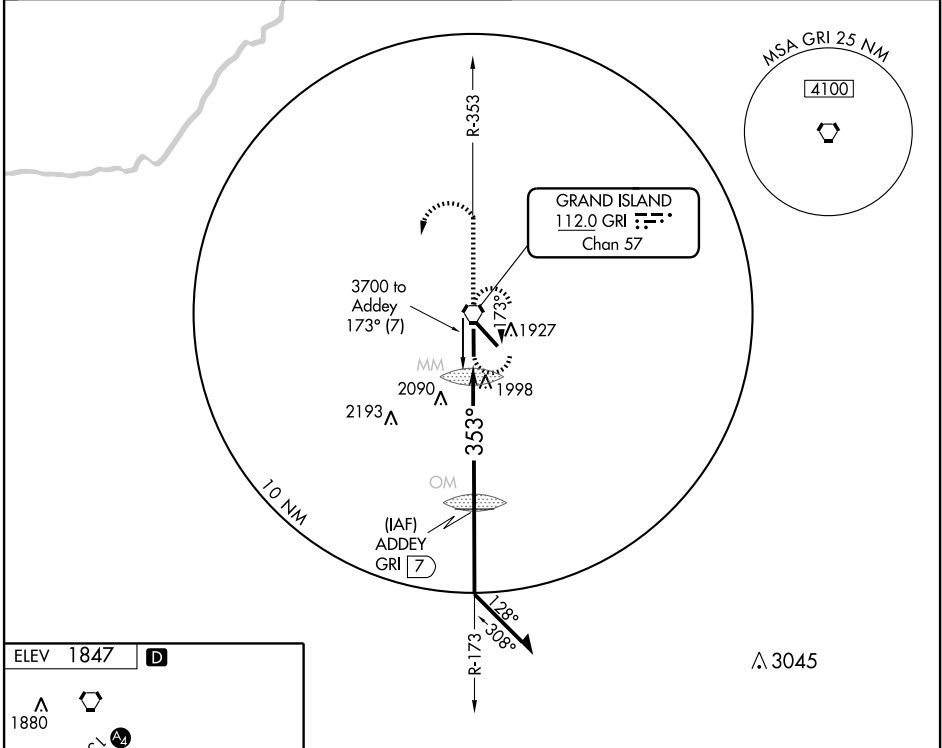 MSA GRI 25 NM
4100
R-353
GRAND ISLAND
112.0 GRI
Chan 57
3700 to
Addey
173° (7)
173°
1927
MM
1998
2090
2193
353°
OM
10 NM
(IAF)
ADDEY
GRI 7
128°
308°
R-173
3045
ELEV 1847 D
1880
A4